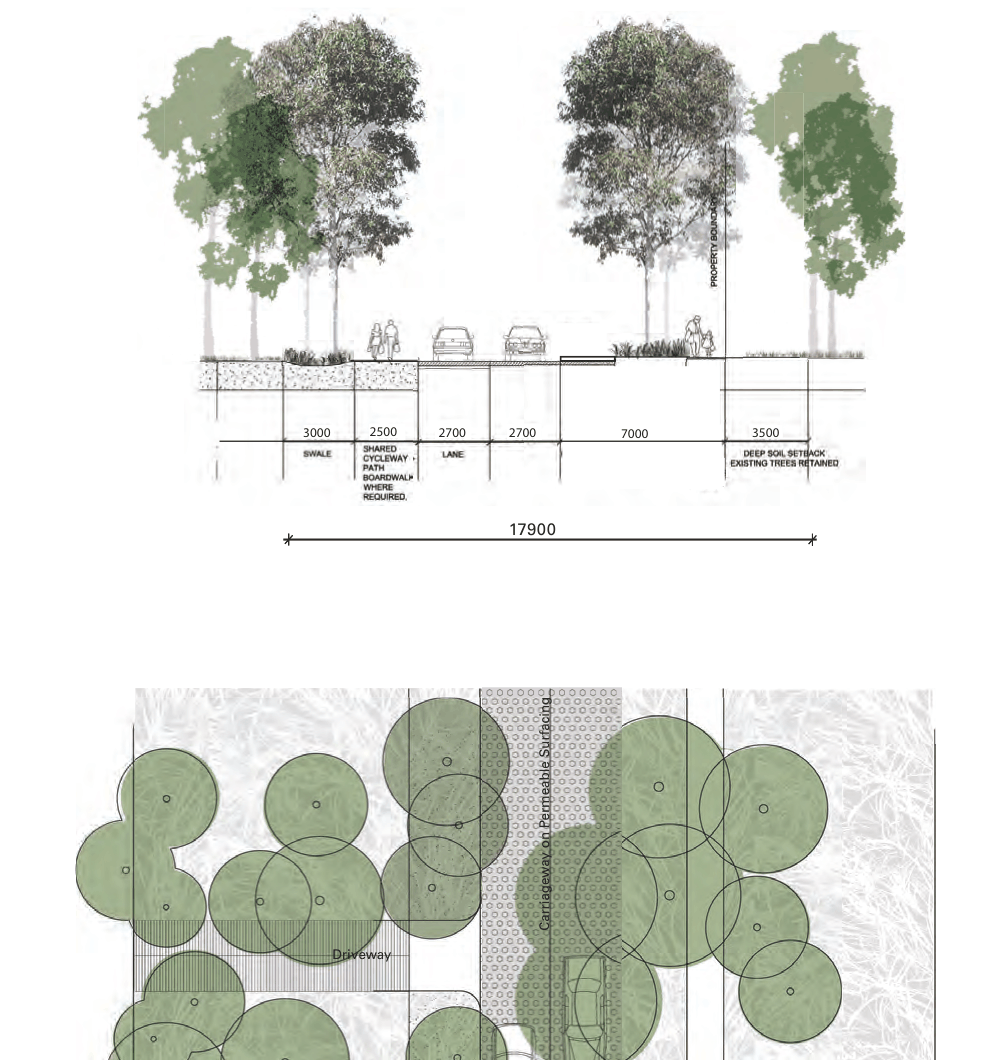 PROPERTY BOUNDARY
3000
2500
2700
2700
7000
3500
SWALE
SHARED
CYCLEWAY
PATH
BOARDWALK
WHERE
REQUIRED.
LANE
DEEP SOIL SETBACK
EXISTING TREES RETAINED
17900
Carriageway on Permeable Surfacing
Driveway